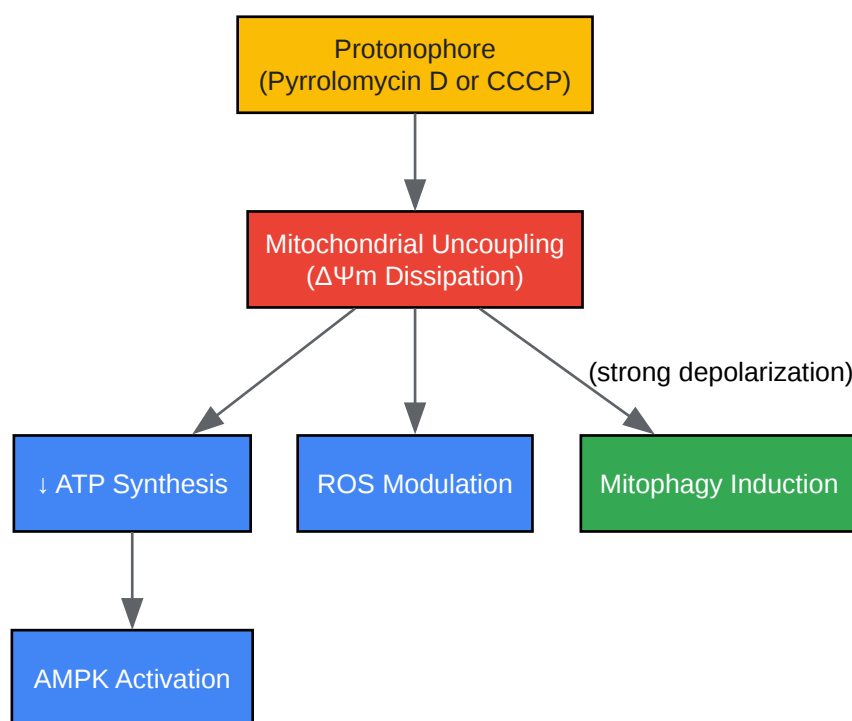 Protonophore
(Pyrrolomycin D or CCCP)
Mitochondrial Uncoupling
(ΔΨm Dissipation)
(strong depolarization)
↓ ATP Synthesis
ROS Modulation
Mitophagy Induction
AMPK Activation